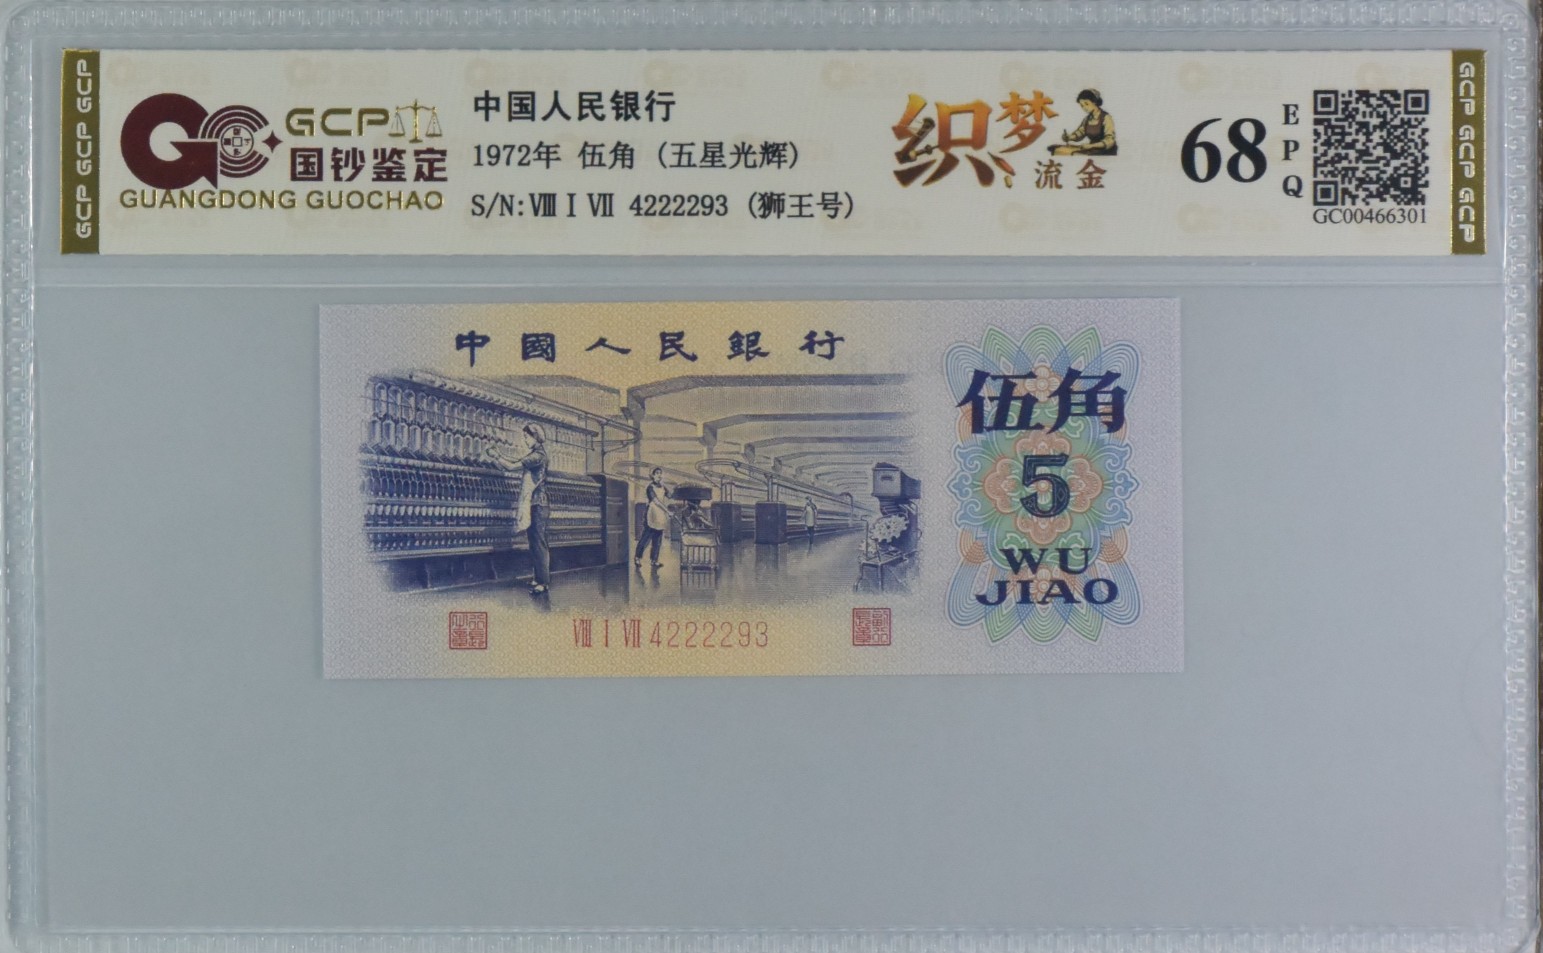 GCP GCP GCP
GCP
国钞鉴定
GUANGDONG GUOCHAO
中国人民银行
1972年 伍角 (五星光辉)
S/N:Ⅷ Ⅰ Ⅶ 4222293 (狮王号)
织梦
流金
68
EPQ
GC00466301
GCP GCP GCP
中國人民銀行
伍角
5
WU
JIAO
Ⅷ Ⅰ Ⅶ 4222293